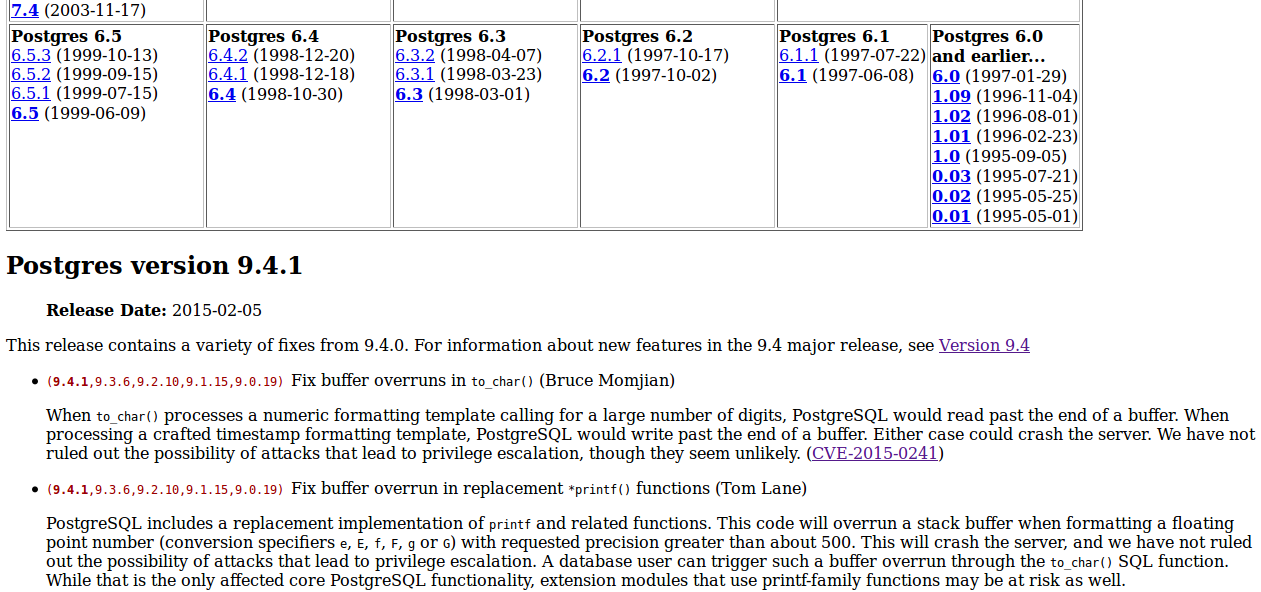 7.4 (2003-11-17)
Postgres 6.5
6.5.3 (1999-10-13)
6.5.2 (1999-09-15)
6.5.1 (1999-07-15)
6.5 (1999-06-09)
Postgres 6.4
6.4.2 (1998-12-20)
6.4.1 (1998-12-18)
6.4 (1998-10-30)
Postgres 6.3
6.3.2 (1998-04-07)
6.3.1 (1998-03-23)
6.3 (1998-03-01)
Postgres 6.2
6.2.1 (1997-10-17)
6.2 (1997-10-02)
Postgres 6.1
6.1.1 (1997-07-22)
6.1 (1997-06-08)
Postgres 6.0
and earlier...
6.0 (1997-01-29)
1.09 (1996-11-04)
1.02 (1996-08-01)
1.01 (1996-02-23)
1.0 (1995-09-05)
0.03 (1995-07-21)
0.02 (1995-05-25)
0.01 (1995-05-01)
Postgres version 9.4.1
Release Date: 2015-02-05
This release contains a variety of fixes from 9.4.0. For information about new features in the 9.4 major release, see Version 9.4
• (9.4.1,9.3.6,9.2.10,9.1.15,9.0.19) Fix buffer overruns in to_char() (Bruce Momjian)
When to_char() processes a numeric formatting template calling for a large number of digits, PostgreSQL would read past the end of a buffer. When
processing a crafted timestamp formatting template, PostgreSQL would write past the end of a buffer. Either case could crash the server. We have not
ruled out the possibility of attacks that lead to privilege escalation, though they seem unlikely. (CVE-2015-0241)
• (9.4.1,9.3.6,9.2.10,9.1.15,9.0.19) Fix buffer overrun in replacement *printf() functions (Tom Lane)
PostgreSQL includes a replacement implementation of printf and related functions. This code will overrun a stack buffer when formatting a floating
point number (conversion specifiers e, E, f, F, g or G) with requested precision greater than about 500. This will crash the server, and we have not ruled
out the possibility of attacks that lead to privilege escalation. A database user can trigger such a buffer overrun through the to_char() SQL function.
While that is the only affected core PostgreSQL functionality, extension modules that use printf-family functions may be at risk as well.